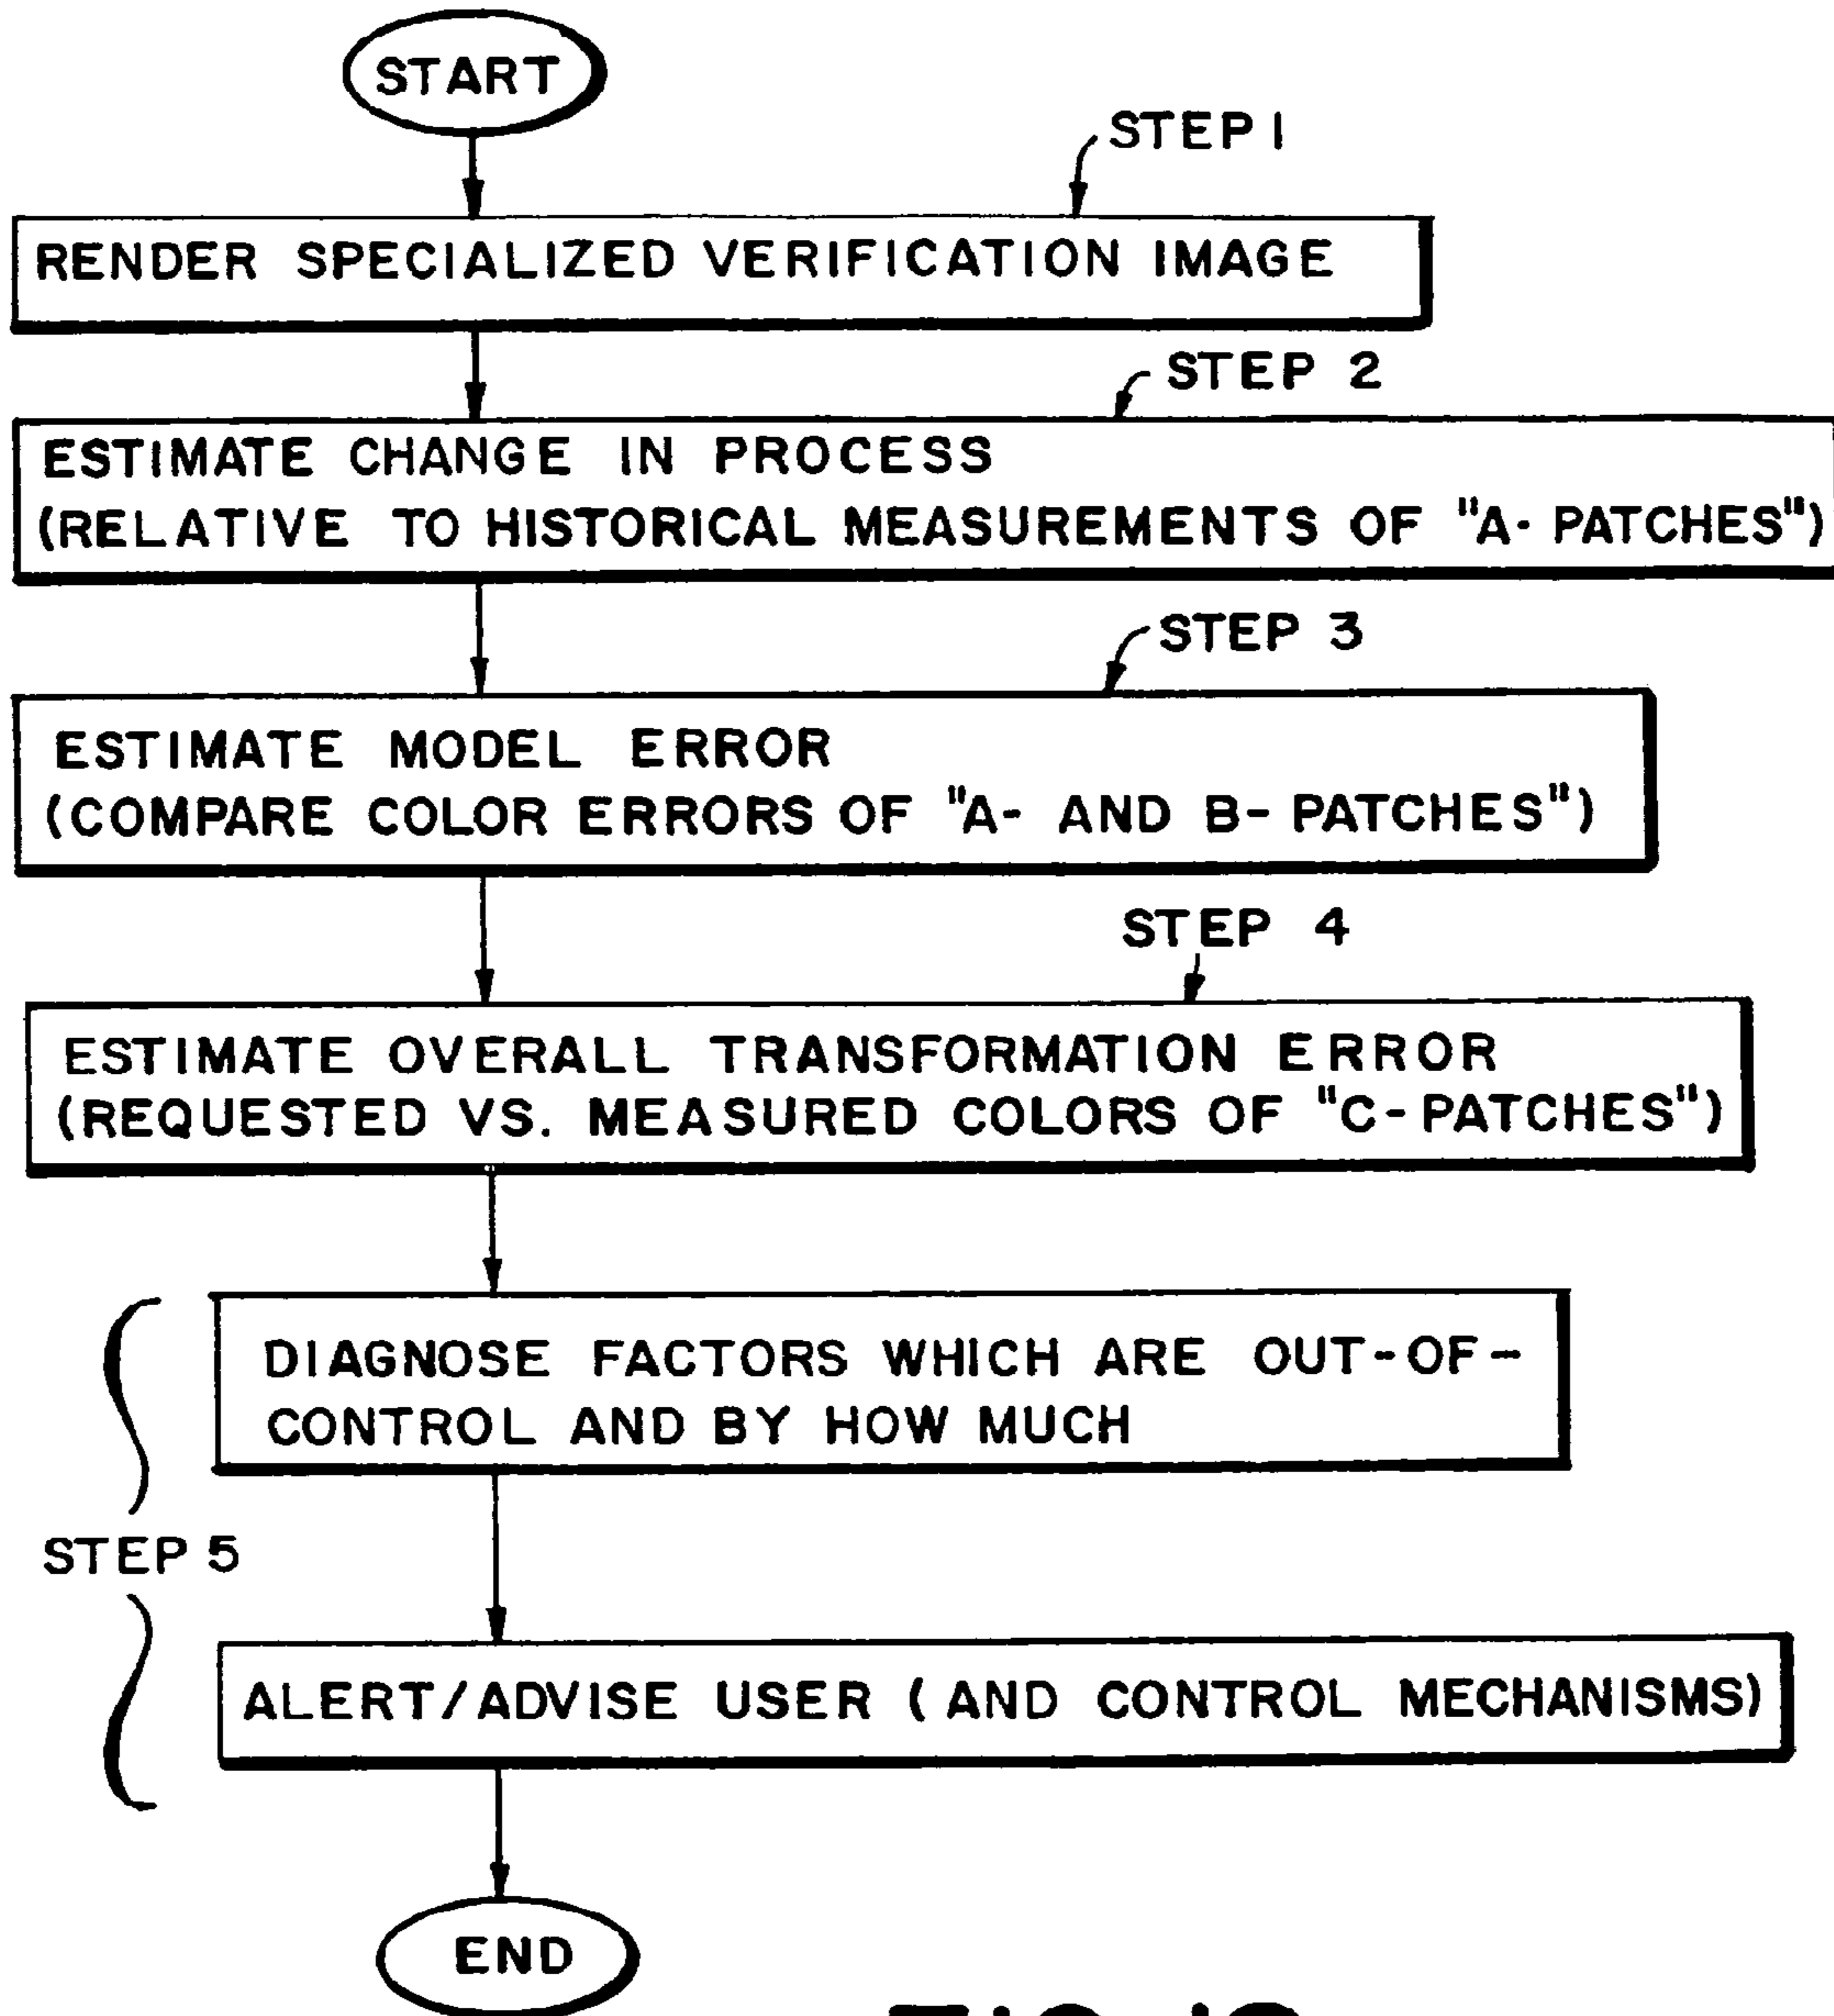 START
STEP 1
RENDER SPECIALIZED VERIFICATION IMAGE
STEP 2
ESTIMATE CHANGE IN PROCESS
(RELATIVE TO HISTORICAL MEASUREMENTS OF "A- PATCHES")
STEP 3
ESTIMATE MODEL ERROR
(COMPARE COLOR ERRORS OF "A- AND B- PATCHES")
STEP 4
ESTIMATE OVERALL TRANSFORMATION ERROR
(REQUESTED VS. MEASURED COLORS OF "C-PATCHES")
DIAGNOSE FACTORS WHICH ARE OUT-OF-
CONTROL AND BY HOW MUCH
STEP 5
ALERT/ADVISE USER (AND CONTROL MECHANISMS)
END